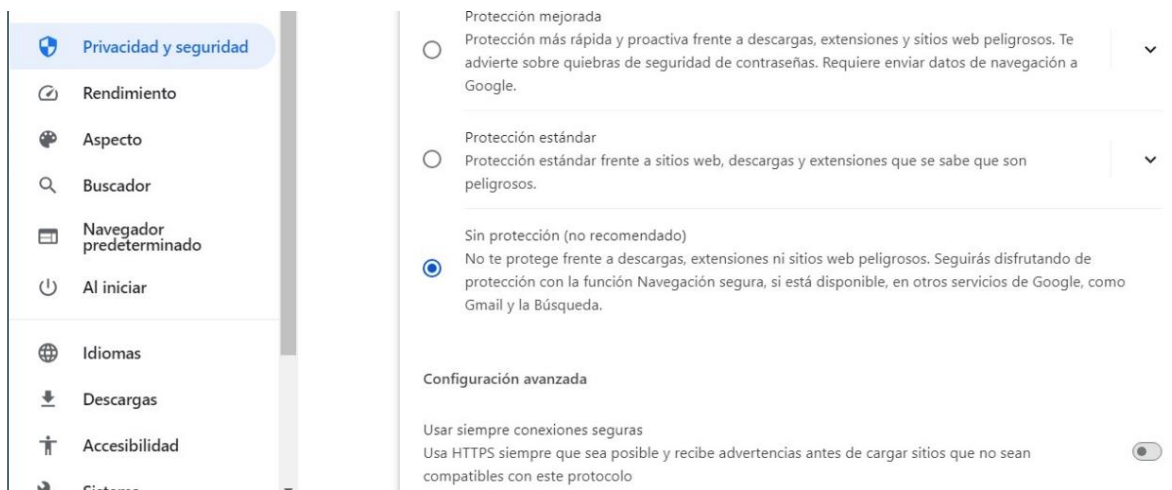 Privacidad y seguridad
Rendimiento
Aspecto
Buscador
Navegador
predeterminado
Al iniciar
Idiomas
Descargas
Accesibilidad
Sistema
Protección mejorada
Protección más rápida y proactiva frente a descargas, extensiones y sitios web peligrosos. Te
advierte sobre quiebras de seguridad de contraseñas. Requiere enviar datos de navegación a
Google.
Protección estándar
Protección estándar frente a sitios web, descargas y extensiones que se sabe que son
peligrosos.
Sin protección (no recomendado)
No te protege frente a descargas, extensiones ni sitios web peligrosos. Seguirás disfrutando de
protección con la función Navegación segura, si está disponible, en otros servicios de Google, como
Gmail y la Búsqueda.
Configuración avanzada
Usar siempre conexiones seguras
Usa HTTPS siempre que sea posible y recibe advertencias antes de cargar sitios que no sean
compatibles con este protocolo